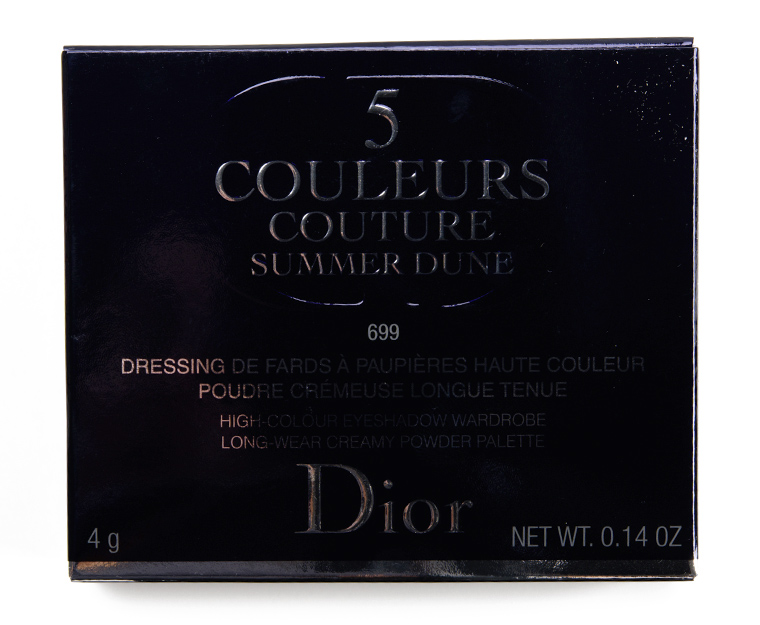 5
COULEURS
COUTURE
SUMMER DUNE
699
DRESSING DE FARDS À PAUPIÈRES HAUTE COULEUR
POUDRE CRÉMEUSE LONGUE TENUE
HIGH-COLOUR EYESHADOW WARDROBE
LONG-WEAR CREAMY POWDER PALETTE
Dior
4 g
NET WT. 0.14 OZ